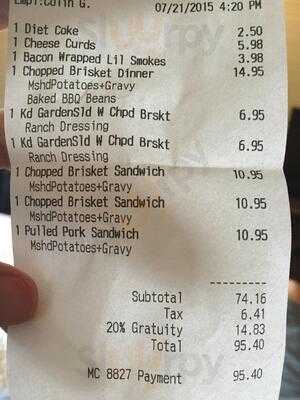 Empl:Colin G.
07/21/2015 4:20 PM
1 Diet Coke 2.50
1 Cheese Curds 5.98
1 Bacon Wrapped Lil Smokes 3.98
1 Chopped Brisket Dinner 14.95
MshdPotatoes+Gravy
Baked BBQ Beans
1 Kd GardenSld W Chpd Brskt 6.95
Ranch Dressing
1 Kd GardenSld W Chpd Brskt 6.95
Ranch Dressing
1 Chopped Brisket Sandwich 10.95
MshdPotatoes+Gravy
1 Chopped Brisket Sandwich 10.95
MshdPotatoes+Gravy
1 Pulled Pork Sandwich 10.95
MshdPotatoes+Gravy
----------
Subtotal 74.16
Tax 6.41
20% Gratuity 14.83
Total 95.40
MC 8827 Payment 95.40